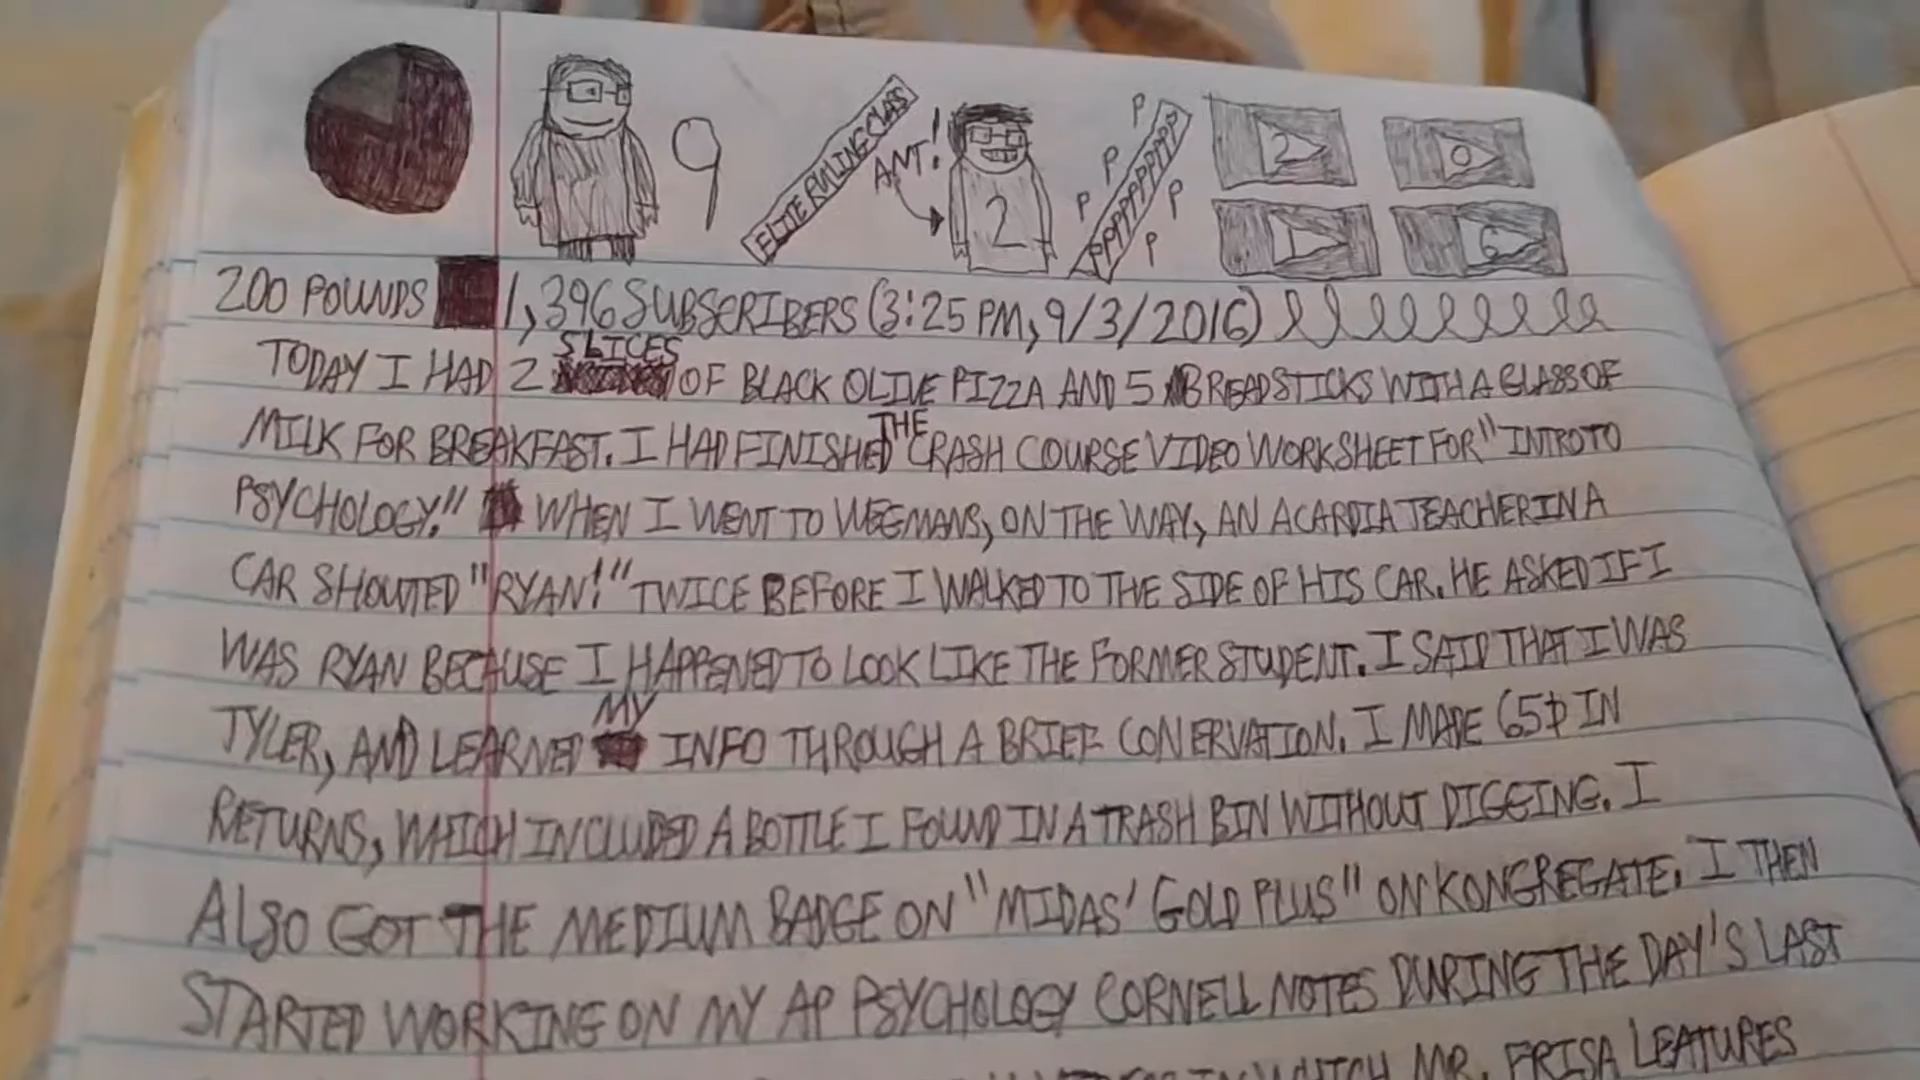 9 ELITE RULING CLASS ANT! 2 P P P P P PPPPPPPPPPP 2 0 1 6
200 POUNDS 1,396 SUBSCRIBERS (3:25 PM, 9/3/2016)
TODAY I HAD 2 SLICES OF BLACK OLIVE PIZZA AND 5 BREADSTICKS WITH A GLASS OF
MILK FOR BREAKFAST. I HAD FINISHED THE CRASH COURSE VIDEO WORKSHEET FOR "INTRO TO
PSYCHOLOGY." WHEN I WENT TO WEGMANS, ON THE WAY, AN ACARDIA TEACHER IN A
CAR SHOUTED "RYAN!" TWICE BEFORE I WALKED TO THE SIDE OF HIS CAR. HE ASKED IF I
WAS RYAN BECAUSE I HAPPENED TO LOOK LIKE THE FORMER STUDENT. I SAID THAT I WAS
TYLER, AND LEARNED MY INFO THROUGH A BRIEF CONERVATION. I MADE 65¢ IN
RETURNS, WHICH INCLUDED A BOTTLE I FOUND IN A TRASH BIN WITHOUT DIGGING. I
ALSO GOT THE MEDIUM BADGE ON "MIDAS' GOLD PLUS" ON KONGREGATE. I THEN
STARTED WORKING ON MY AP PSYCHOLOGY CORNELL NOTES DURING THE DAY'S LAST
IN WHICH MR. FRISA LEATURES